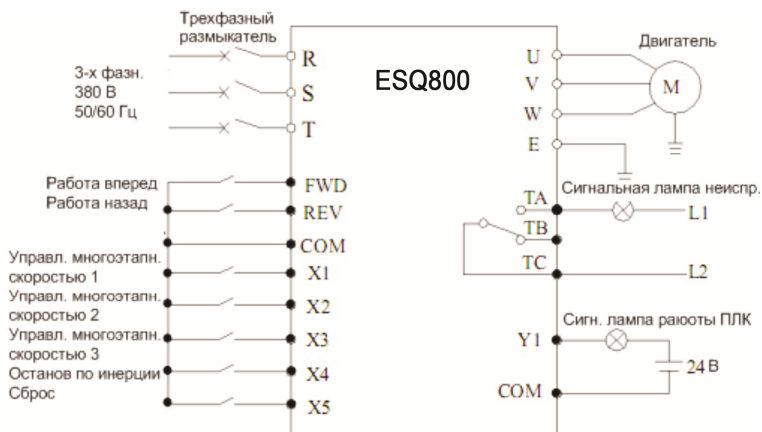 Трехфазный
размыкатель
3-х фазн.
380 В
50/60 Гц
R
S
T
ESQ800
U
V
W
E
Двигатель
M
Работа вперед
Работа назад
FWD
REV
COM
Управл. многоэтапн.
скоростью 1
X1
Управл. многоэтапн.
скоростью 2
X2
Управл. многоэтапн.
скоростью 3
X3
Останов по инерции
X4
Сброс
X5
Сигнальная лампа неиспр.
TA
L1
TB
TC
L2
Сигн. лампа раюоты ПЛК
Y1
24 В
COM